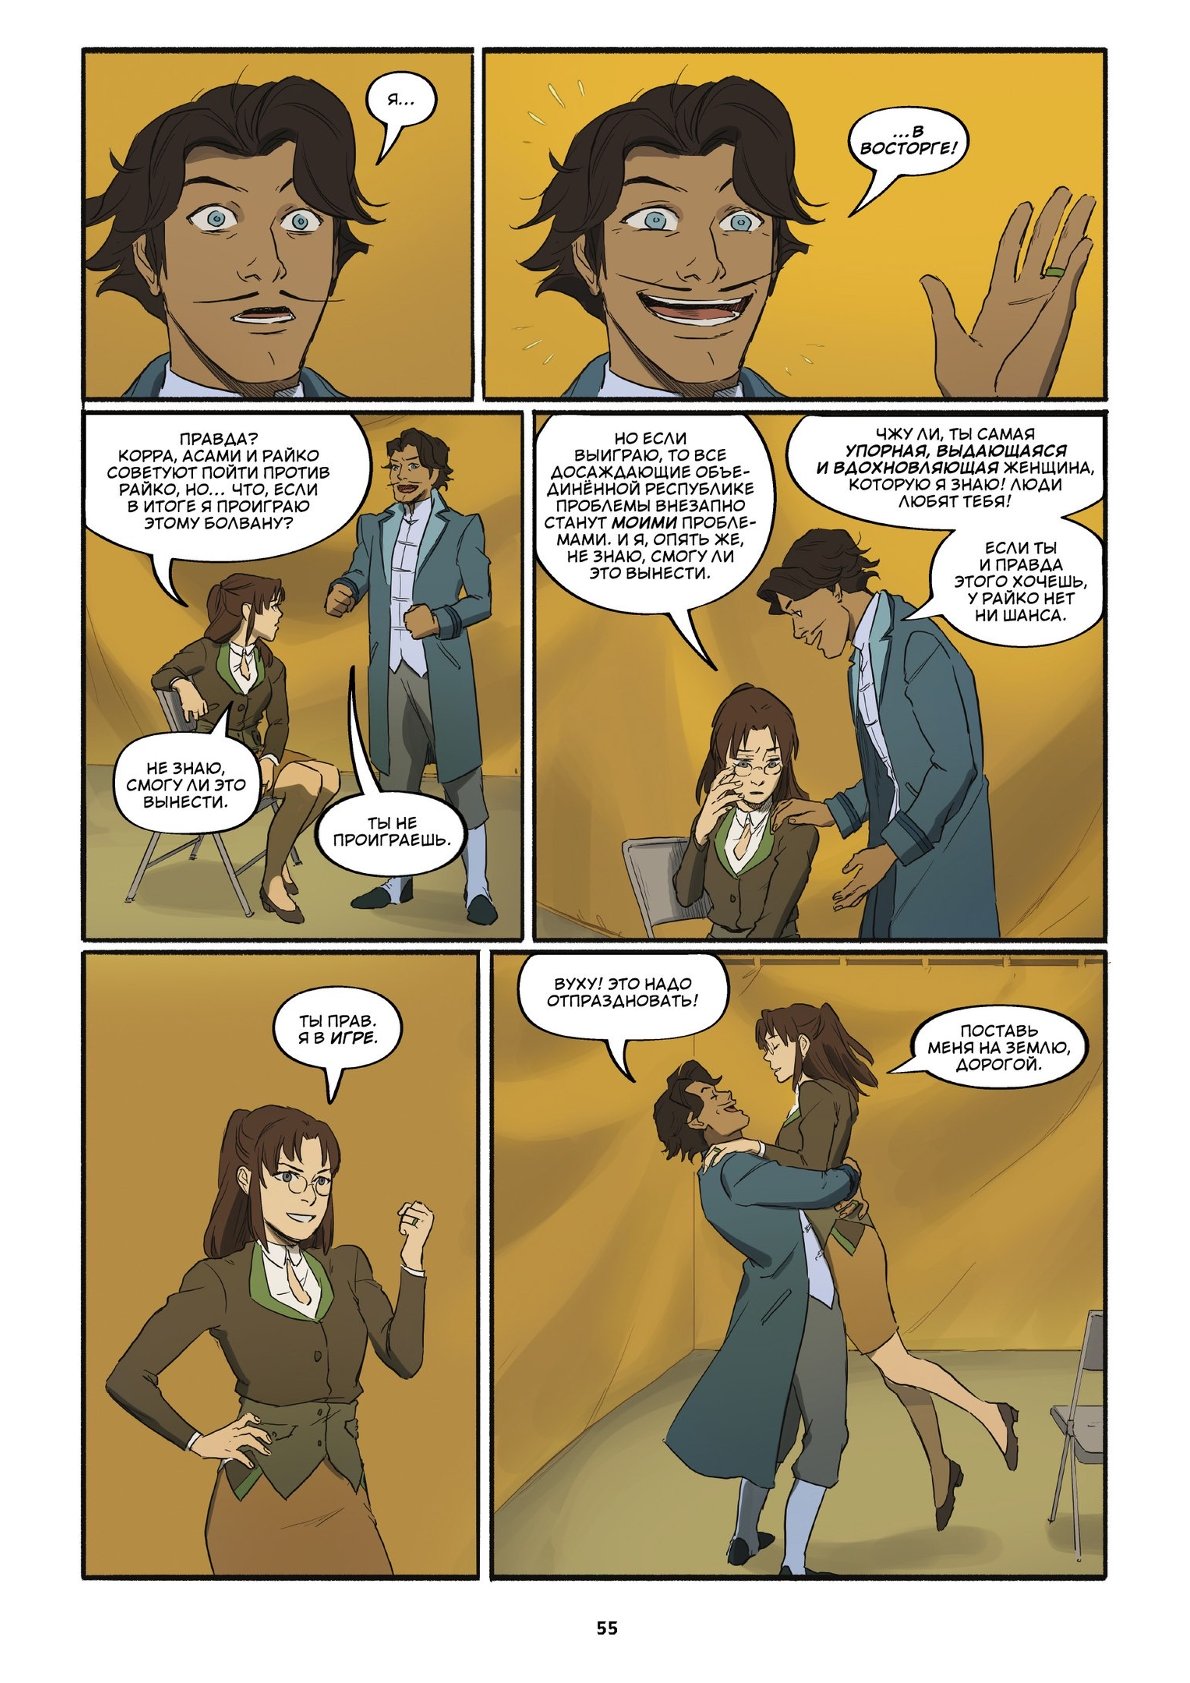 Я...
...В
ВОСТОРГЕ!
ПРАВДА?
КОРРА, АСАМИ И РАЙКО
СОВЕТУЮТ ПОЙТИ ПРОТИВ
РАЙКО, НО... ЧТО, ЕСЛИ
В ИТОГЕ Я ПРОИГРАЮ
ЭТОМУ БОЛВАНУ?
НЕ ЗНАЮ,
СМОГУ ЛИ ЭТО
ВЫНЕСТИ.
ТЫ НЕ
ПРОИГРАЕШЬ.
НО ЕСЛИ
ВЫИГРАЮ, ТО ВСЕ
ДОСАЖДАЮЩИЕ ОБЪЕ-
ДИНЁННОЙ РЕСПУБЛИКЕ
ПРОБЛЕМЫ ВНЕЗАПНО
СТАНУТ МОИМИ ПРОБЛЕ-
МАМИ. И Я, ОПЯТЬ ЖЕ,
НЕ ЗНАЮ, СМОГУ ЛИ
ЭТО ВЫНЕСТИ.
ЧЖУ ЛИ, ТЫ САМАЯ
УПОРНАЯ, ВЫДАЮЩАЯСЯ
И ВДОХНОВЛЯЮЩАЯ ЖЕНЩИНА,
КОТОРУЮ Я ЗНАЮ! ЛЮДИ
ЛЮБЯТ ТЕБЯ!
ЕСЛИ ТЫ
И ПРАВДА
ЭТОГО ХОЧЕШЬ,
У РАЙКО НЕТ
НИ ШАНСА.
ТЫ ПРАВ.
Я В ИГРЕ.
ВУХУ! ЭТО НАДО
ОТПРАЗДНОВАТЬ!
ПОСТАВЬ
МЕНЯ НА ЗЕМЛЮ,
ДОРОГОЙ.
55